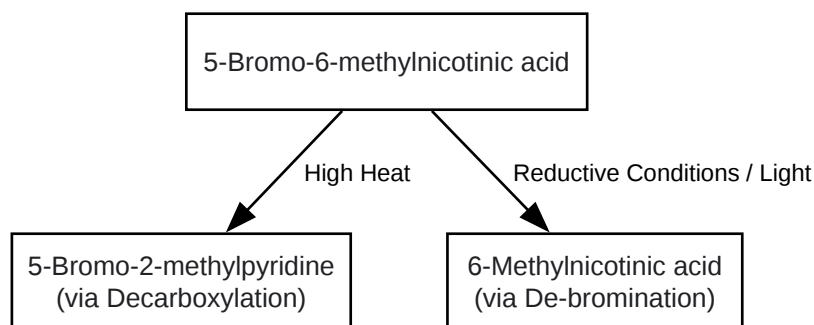 5-Bromo-6-methylnicotinic acid
High Heat
Reductive Conditions / Light
5-Bromo-2-methylpyridine
(via Decarboxylation)
6-Methylnicotinic acid
(via De-bromination)